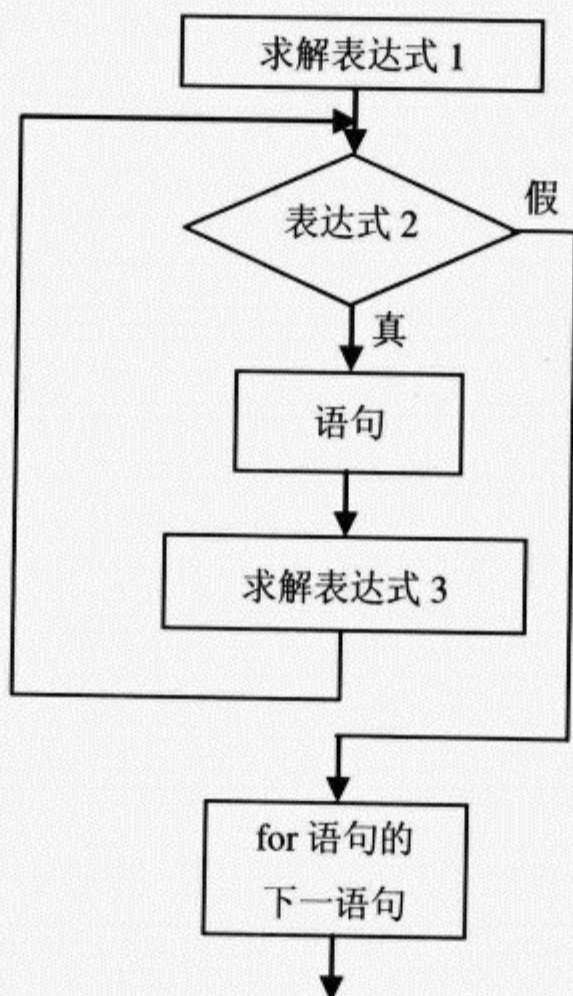 求解表达式 1
表达式 2
假
真
语句
求解表达式 3
for 语句的
下一语句